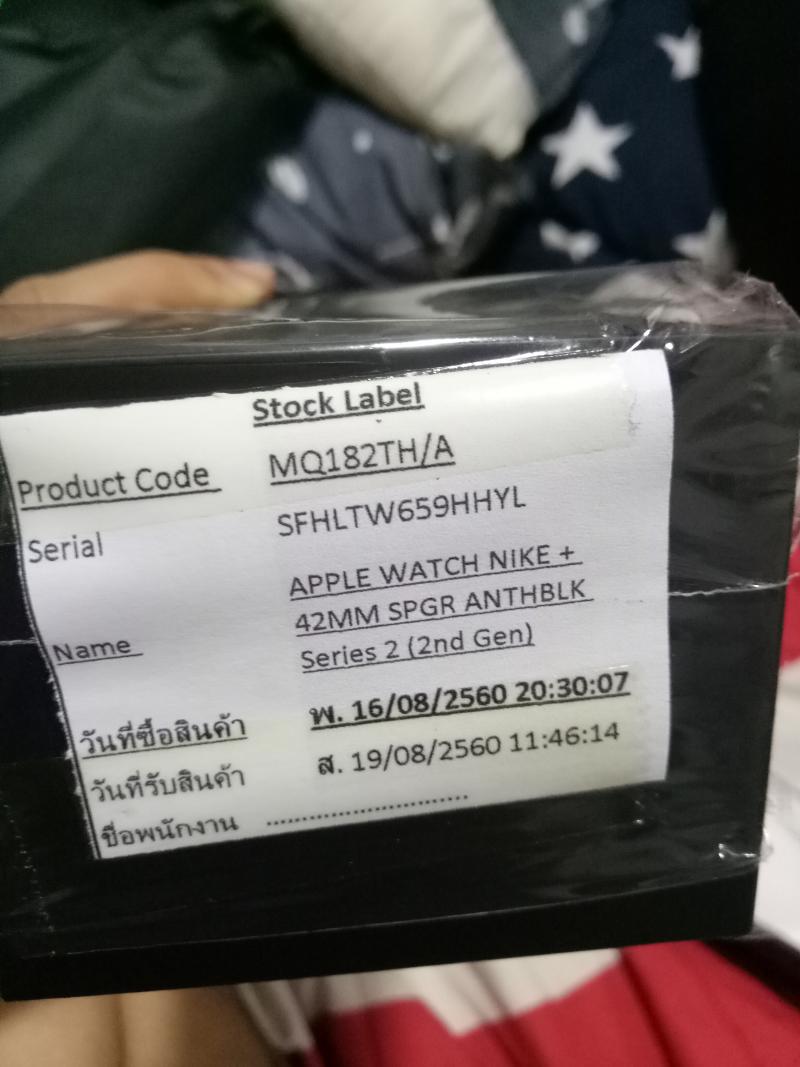 Stock Label
Product Code MQ182TH/A
Serial SFHLTW659HHYL
Name APPLE WATCH NIKE +
42MM SPGR ANTHBLK
Series 2 (2nd Gen)
วันที่ซื้อสินค้า พ. 16/08/2560 20:30:07
วันที่รับสินค้า ส. 19/08/2560 11:46:14
ชื่อพนักงาน ............................